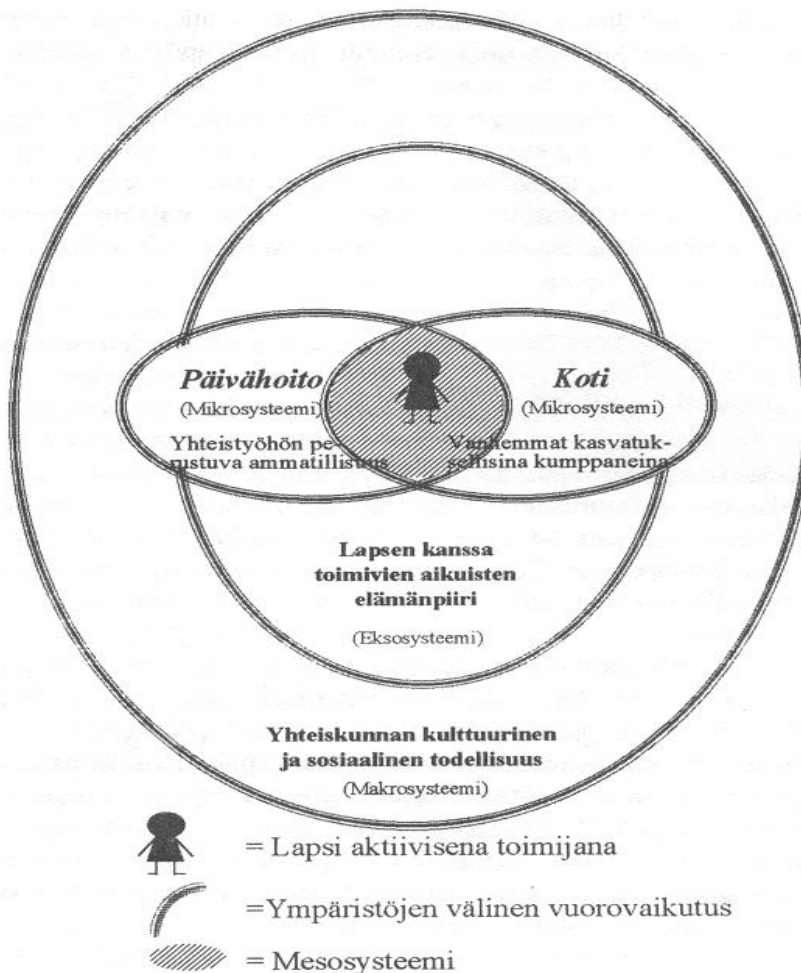 Päivähoito
(Mikrosysteemi)
Yhteistyöhön pe-
rustuva ammatillisuus
Koti
(Mikrosysteemi)
Vanhemmat kasvatuk-
sellisina kumppaneina
Lapsen kanssa
toimivien aikuisten
elämänpiiri
(Eksosysteemi)
Yhteiskunnan kulttuurinen
ja sosiaalinen todellisuus
(Makrosysteemi)
= Lapsi aktiivisena toimijana
=Ympäristöjen välinen vuorovaikutus
= Mesosysteemi